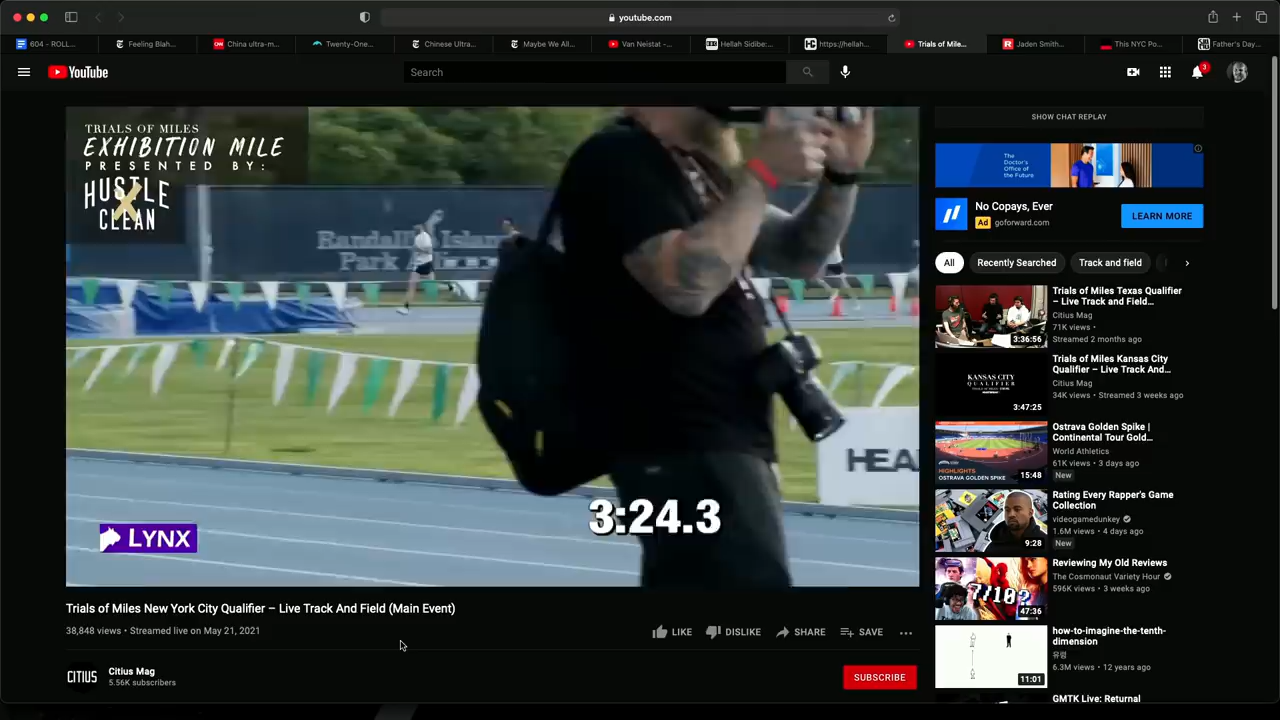 youtube.com
604 - ROLL...
Feeling Blah...
China ultra-m...
Twenty-One...
Chinese Ultra...
Maybe We All...
Van Neistat -...
Hellah Sidibe:...
https://hellah...
Trials of Mile...
Jaden Smith...
This NYC Po...
Father's Day...
YouTube
Search
3
TRIALS OF MILES
EXHIBITION MILE
PRESENTED BY:
HUSTLE
X
CLEAN
Randall's Island
Park
HEA
3:24.3
LYNX
Trials of Miles New York City Qualifier – Live Track And Field (Main Event)
38,848 views • Streamed live on May 21, 2021
LIKE
DISLIKE
SHARE
SAVE
CITIUS
Citius Mag
5.56K subscribers
SUBSCRIBE
SHOW CHAT REPLAY
The
Doctor's
Office of
the Future
No Copays, Ever
Ad goforward.com
LEARN MORE
All
Recently Searched
Track and field
Trials of Miles Texas Qualifier
– Live Track and Field...
Citius Mag
71K views •
Streamed 2 months ago
3:36:56
Trials of Miles Kansas City
Qualifier – Live Track And...
Citius Mag
34K views • Streamed 3 weeks ago
KANSAS CITY
QUALIFIER
3:47:25
Ostrava Golden Spike |
Continental Tour Gold...
World Athletics
61K views • 3 days ago
New
HIGHLIGHTS
OSTRAVA GOLDEN SPIKE
15:48
Rating Every Rapper's Game
Collection
videogamedunkey
1.6M views • 4 days ago
New
9:28
Reviewing My Old Reviews
The Cosmonaut Variety Hour
596K views • 3 weeks ago
7/10?
47:36
how-to-imagine-the-tenth-
dimension
6.3M views • 12 years ago
11:01
GMTK Live: Returnal